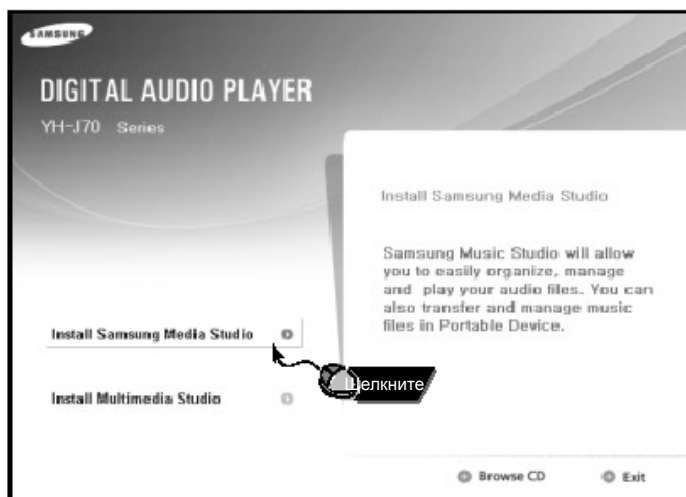 SAMSUNG
DIGITAL AUDIO PLAYER
YH-J70 Series
Install Samsung Media Studio
Samsung Music Studio will allow
you to easily organize, manage
and play your audio files. You can
also transfer and manage music
files in Portable Device.
Install Samsung Media Studio
Щелкните
Install Multimedia Studio
Browse CD
Exit